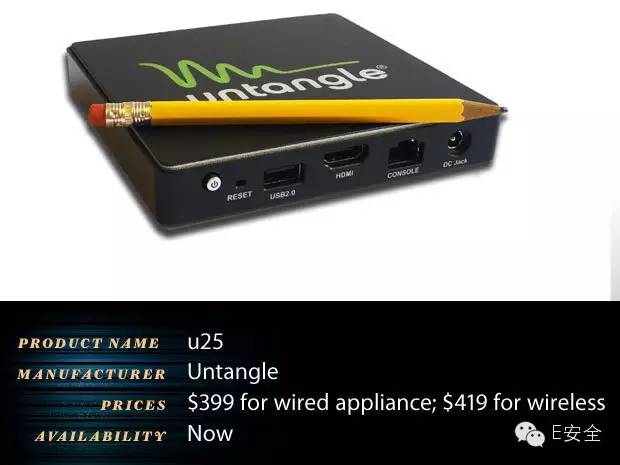 untangle®
RESET
USB2.0
HDMI
CONSOLE
DC Jack
PRODUCT NAME u25
MANUFACTURER Untangle
PRICES $399 for wired appliance; $419 for wireless
AVAILABILITY Now
E安全